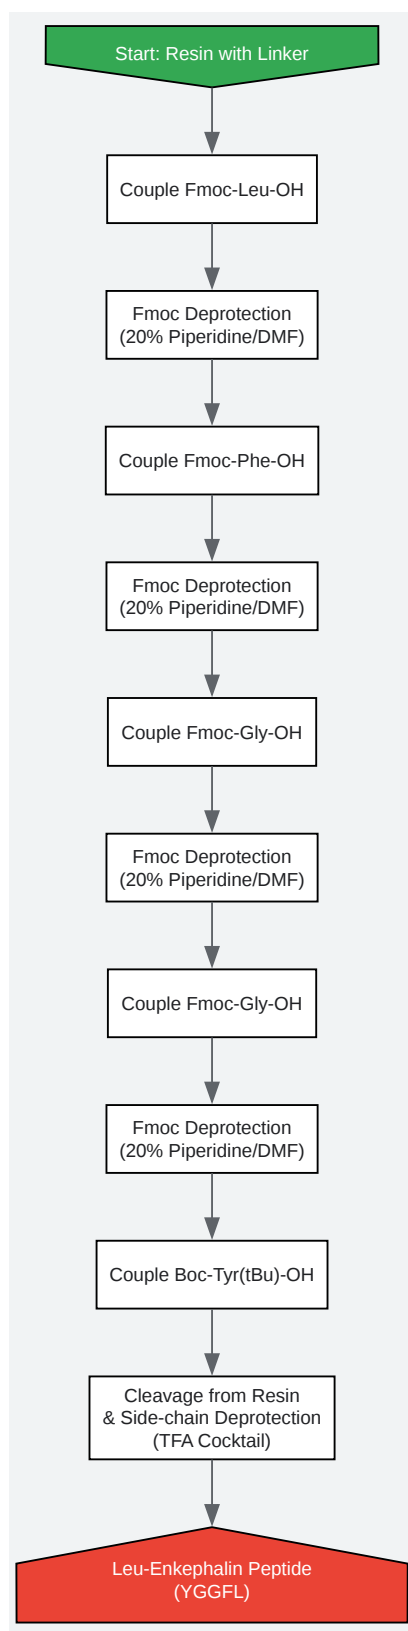 Start: Resin with Linker
Couple Fmoc-Leu-OH
Fmoc Deprotection
(20% Piperidine/DMF)
Couple Fmoc-Phe-OH
Fmoc Deprotection
(20% Piperidine/DMF)
Couple Fmoc-Gly-OH
Fmoc Deprotection
(20% Piperidine/DMF)
Couple Fmoc-Gly-OH
Fmoc Deprotection
(20% Piperidine/DMF)
Couple Boc-Tyr(tBu)-OH
Cleavage from Resin
& Side-chain Deprotection
(TFA Cocktail)
Leu-Enkephalin Peptide
(YGGFL)